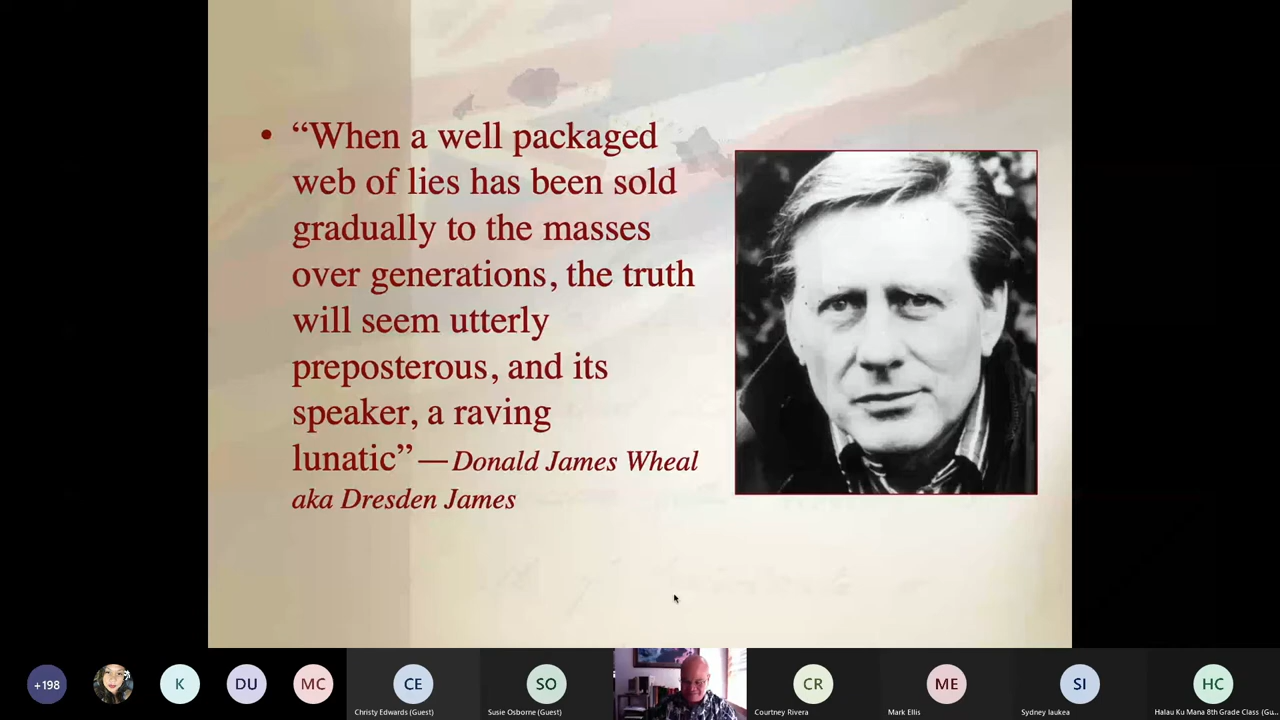 • “When a well packaged
web of lies has been sold
gradually to the masses
over generations, the truth
will seem utterly
preposterous, and its
speaker, a raving
lunatic” — Donald James Wheal
aka Dresden James
+198
K
DU
MC
CE
SO
CR
ME
SI
HC
Christy Edwards (Guest)
Susie Osborne (Guest)
Courtney Rivera
Mark Ellis
Sydney Iaukea
Halau Ku Mana 8th Grade Class (Gu...